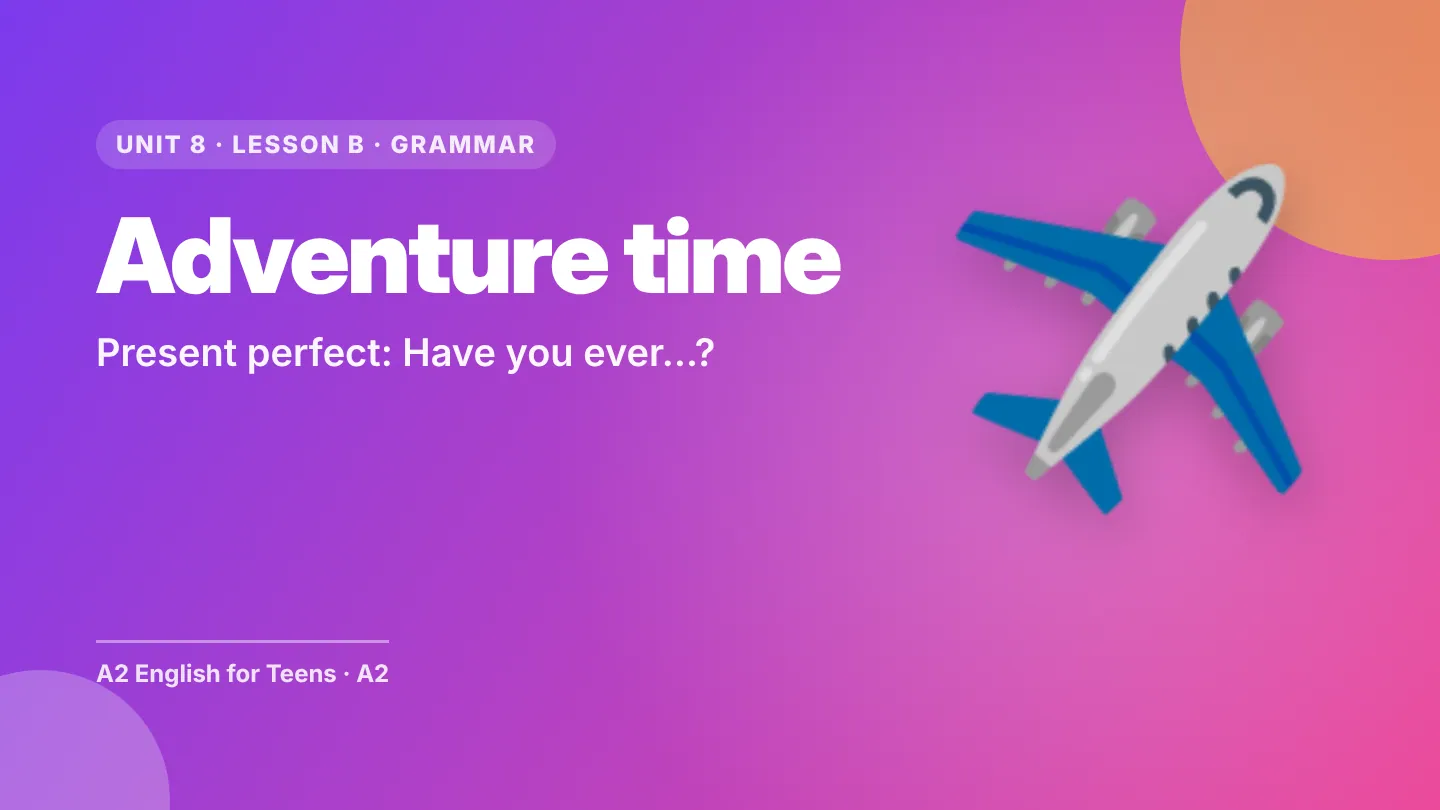 UNIT 8 · LESSON B · GRAMMAR
Adventure time
Present perfect: Have you ever…?
A2 English for Teens · A2